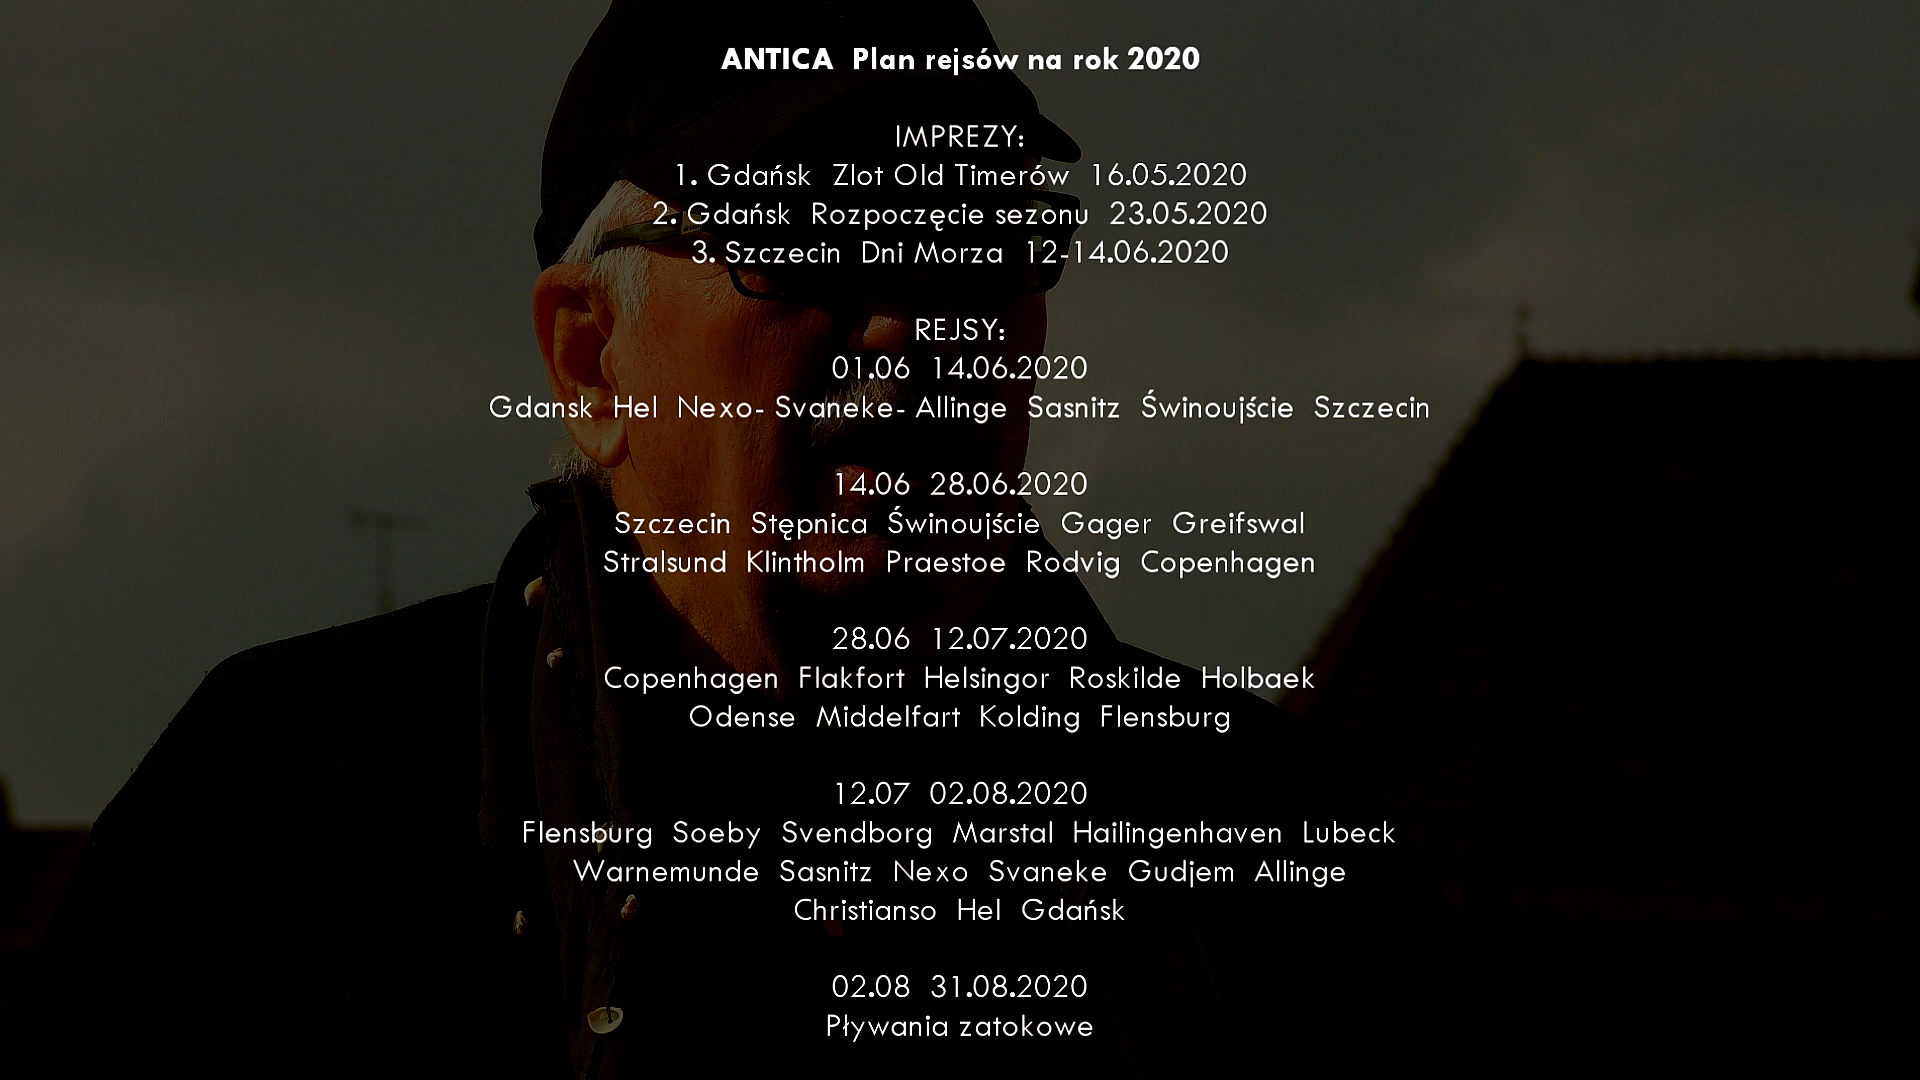 ANTICA Plan rejsów na rok 2020
IMPREZY:
1. Gdańsk Zlot Old Timerów 16.05.2020
2. Gdańsk Rozpoczęcie sezonu 23.05.2020
3. Szczecin Dni Morza 12-14.06.2020
REJSY:
01.06 14.06.2020
Gdansk Hel Nexo- Svaneke- Allinge Sasnitz Świnoujście Szczecin
14.06 28.06.2020
Szczecin Stępnica Świnoujście Gager Greifswal
Stralsund Klintholm Praestoe Rodvig Copenhagen
28.06 12.07.2020
Copenhagen Flakfort Helsingor Roskilde Holbaek
Odense Middelfart Kolding Flensburg
12.07 02.08.2020
Flensburg Soeby Svendborg Marstal Hailingenhaven Lubeck
Warnemunde Sasnitz Nexo Svaneke Gudjem Allinge
Christianso Hel Gdańsk
02.08 31.08.2020
Pływania zatokowe